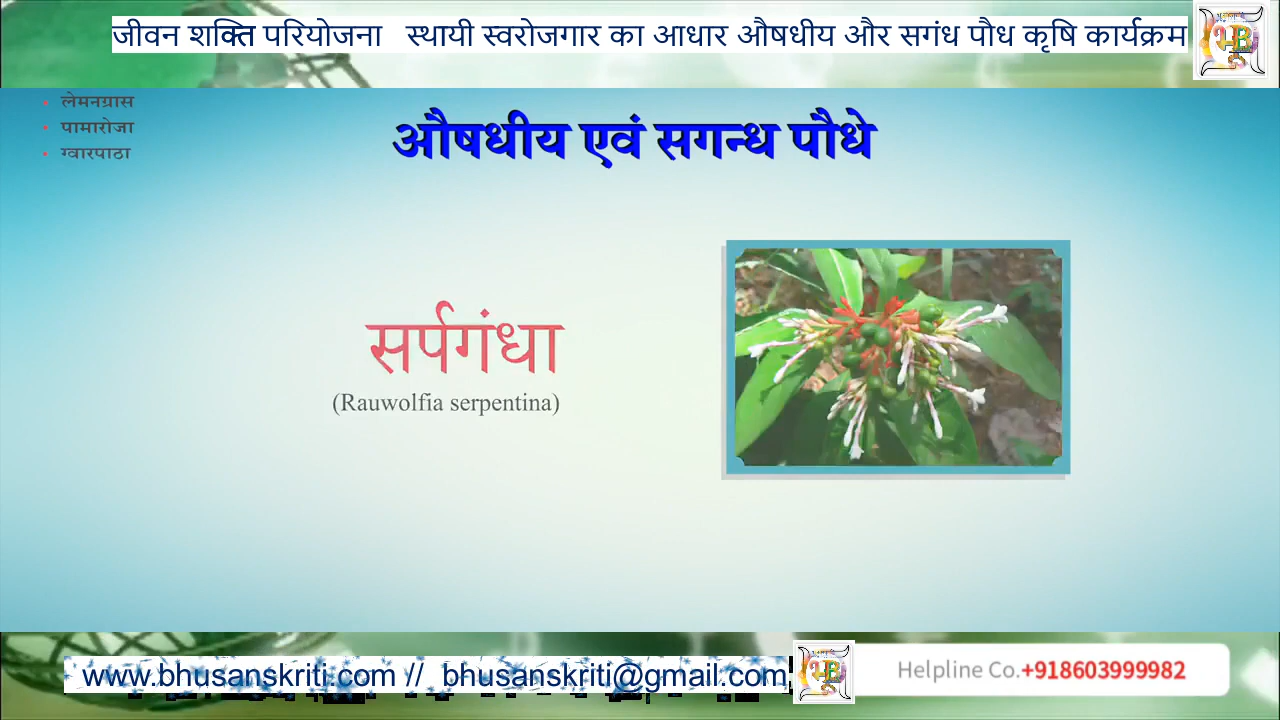 जीवन शक्ति परियोजना स्थायी स्वरोजगार का आधार औषधीय और सगंध पौध कृषि कार्यक्रम
• लेमनग्रास
• पामारोजा
• ग्वारपाठा
औषधीय एवं सगन्ध पौधे
सर्पगंधा
(Rauwolfia serpentina)
www.bhusanskriti.com // bhusanskriti@gmail.com
Helpline Co.+918603999982